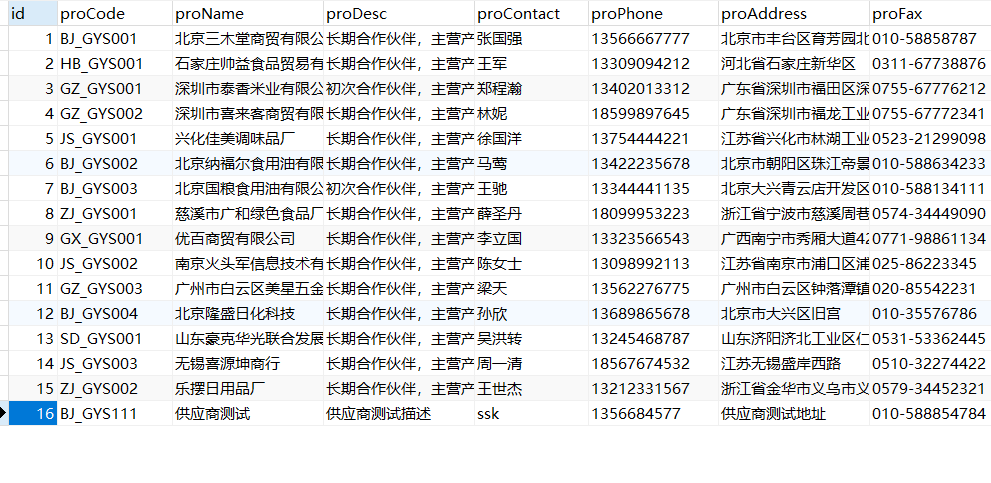 id proCode proName proDesc proContact proPhone proAddress proFax
1 BJ_GYS001 北京三木堂商贸有限公 长期合作伙伴，主营产 张国强 13566667777 北京市丰台区育芳园北 010-58858787
2 HB_GYS001 石家庄帅益食品贸易有 长期合作伙伴，主营产 王军 13309094212 河北省石家庄新华区 0311-67738876
3 GZ_GYS001 深圳市泰香米业有限公 初次合作伙伴，主营产 郑程瀚 13402013312 广东省深圳市福田区深 0755-67776212
4 GZ_GYS002 深圳市喜来客商贸有限 长期合作伙伴，主营产 林妮 18599897645 广东省深圳市福龙工业 0755-67772341
5 JS_GYS001 兴化佳美调味品厂 长期合作伙伴，主营产 徐国洋 13754444221 江苏省兴化市林湖工业 0523-21299098
6 BJ_GYS002 北京纳福尔食用油有限 长期合作伙伴，主营产 马莺 13422235678 北京市朝阳区珠江帝景 010-588634233
7 BJ_GYS003 北京国粮食用油有限公 初次合作伙伴，主营产 王驰 13344441135 北京大兴青云店开发区 010-588134111
8 ZJ_GYS001 慈溪市广和绿色食品厂 长期合作伙伴，主营产 薛圣丹 18099953223 浙江省宁波市慈溪周巷 0574-34449090
9 GX_GYS001 优百商贸有限公司 长期合作伙伴，主营产 李立国 13323566543 广西南宁市秀厢大道42 0771-98861134
10 JS_GYS002 南京火头军信息技术有 长期合作伙伴，主营产 陈女士 13098992113 江苏省南京市浦口区浦 025-86223345
11 GZ_GYS003 广州市白云区美星五金 长期合作伙伴，主营产 梁天 13562276775 广州市白云区钟落潭镇 020-85542231
12 BJ_GYS004 北京隆盛日化科技 长期合作伙伴，主营产 孙欣 13689865678 北京市大兴区旧宫 010-35576786
13 SD_GYS001 山东豪克华光联合发展 长期合作伙伴，主营产 吴洪转 13245468787 山东济阳济北工业区仁 0531-53362445
14 JS_GYS003 无锡喜源坤商行 长期合作伙伴，主营产 周一清 18567674532 江苏无锡盛岸西路 0510-32274422
15 ZJ_GYS002 乐摆日用品厂 长期合作伙伴，主营产 王世杰 13212331567 浙江省金华市义乌市义 0579-34452321
16 BJ_GYS111 供应商测试 供应商测试描述 ssk 1356684577 供应商测试地址 010-588854784